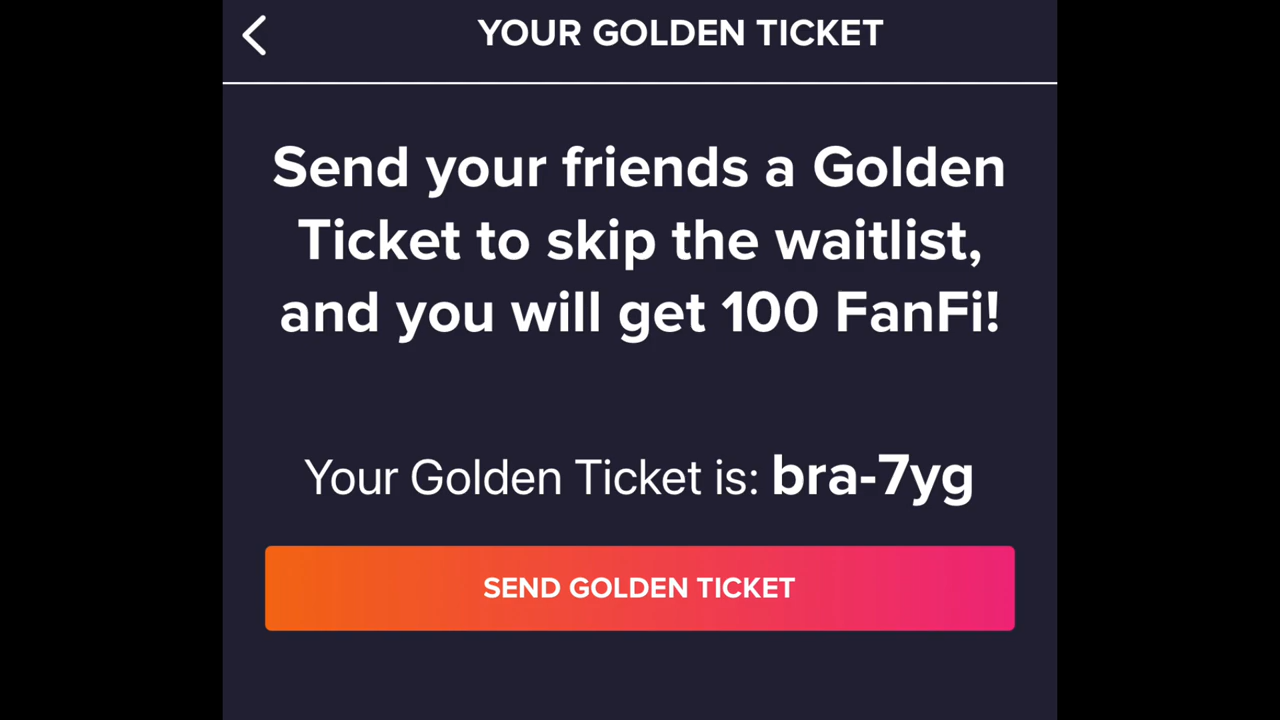 YOUR GOLDEN TICKET
Send your friends a Golden
Ticket to skip the waitlist,
and you will get 100 FanFi!
Your Golden Ticket is: bra-7yg
SEND GOLDEN TICKET